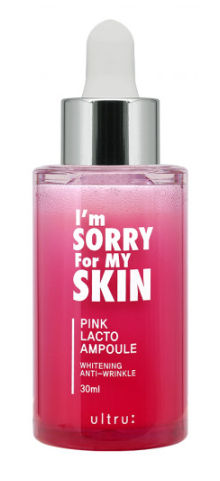 I'm
SORRY
For MY
SKIN
PINK
LACTO
AMPOULE
WHITENING
ANTI-WRINKLE
30ml
ultru: